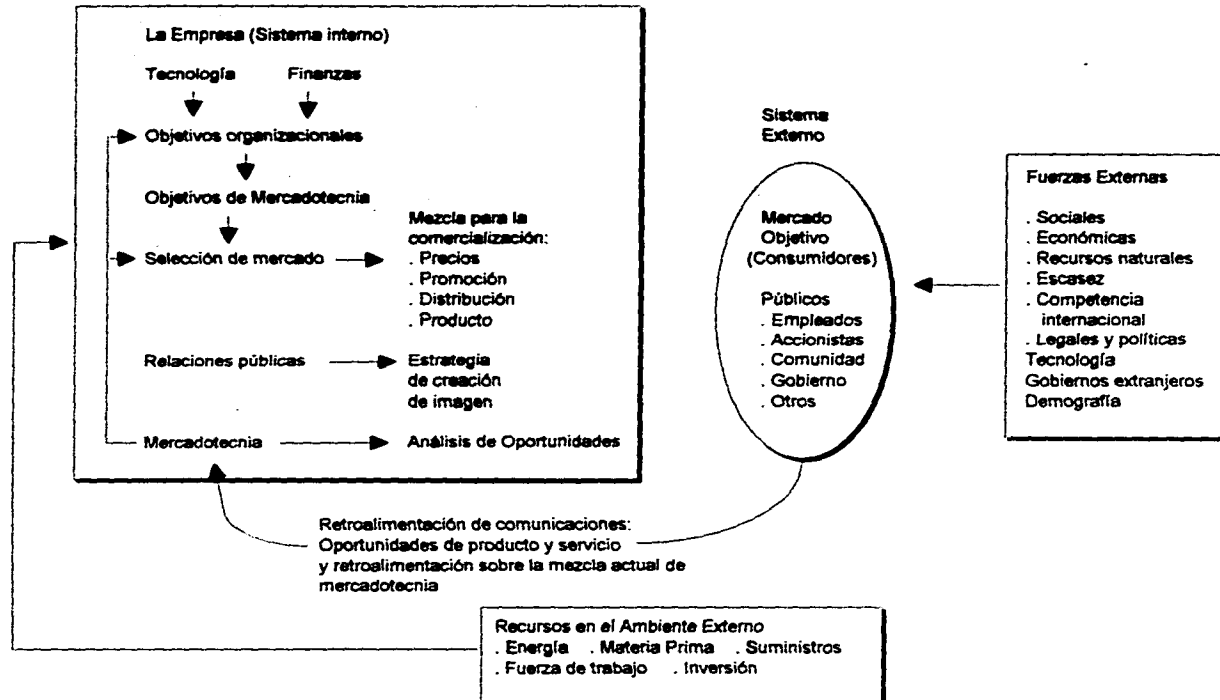 La Empresa (Sistema interno)
Tecnología Finanzas
Objetivos organizacionales
Objetivos de Mercadotecnia
Selección de mercado
Mezcla para la
comercialización:
. Precios
. Promoción
. Distribución
. Producto
Relaciones públicas
Estrategia
de creación
de imagen
Mercadotecnia
Análisis de Oportunidades
Sistema
Externo
Mercado
Objetivo
(Consumidores)
Públicos
. Empleados
. Accionistas
. Comunidad
. Gobierno
. Otros
Fuerzas Externas
. Sociales
. Económicas
. Recursos naturales
. Escasez
. Competencia
internacional
. Legales y políticas
Tecnología
Gobiernos extranjeros
Demografía
Retroalimentación de comunicaciones:
Oportunidades de producto y servicio
y retroalimentación sobre la mezcla actual de
mercadotecnia
Recursos en el Ambiente Externo
. Energía . Materia Prima . Suministros
. Fuerza de trabajo . Inversión